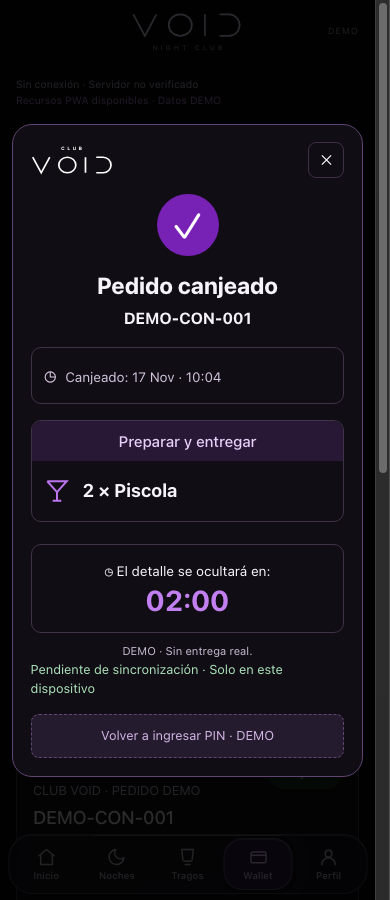 VOID
NIGHT CLUB
DEMO
Sin conexión · Servidor no verificado
Recursos PWA disponibles · Datos DEMO
CLUB
VOID
Pedido canjeado
DEMO-CON-001
Canjeado: 17 Nov · 10:04
Preparar y entregar
2 × Piscola
El detalle se ocultará en:
02:00
DEMO · Sin entrega real.
Pendiente de sincronización · Solo en este
dispositivo
Volver a ingresar PIN · DEMO
CLUB VOID · PEDIDO DEMO
DEMO-CON-001
Inicio
Noches
Tragos
Wallet
Perfil